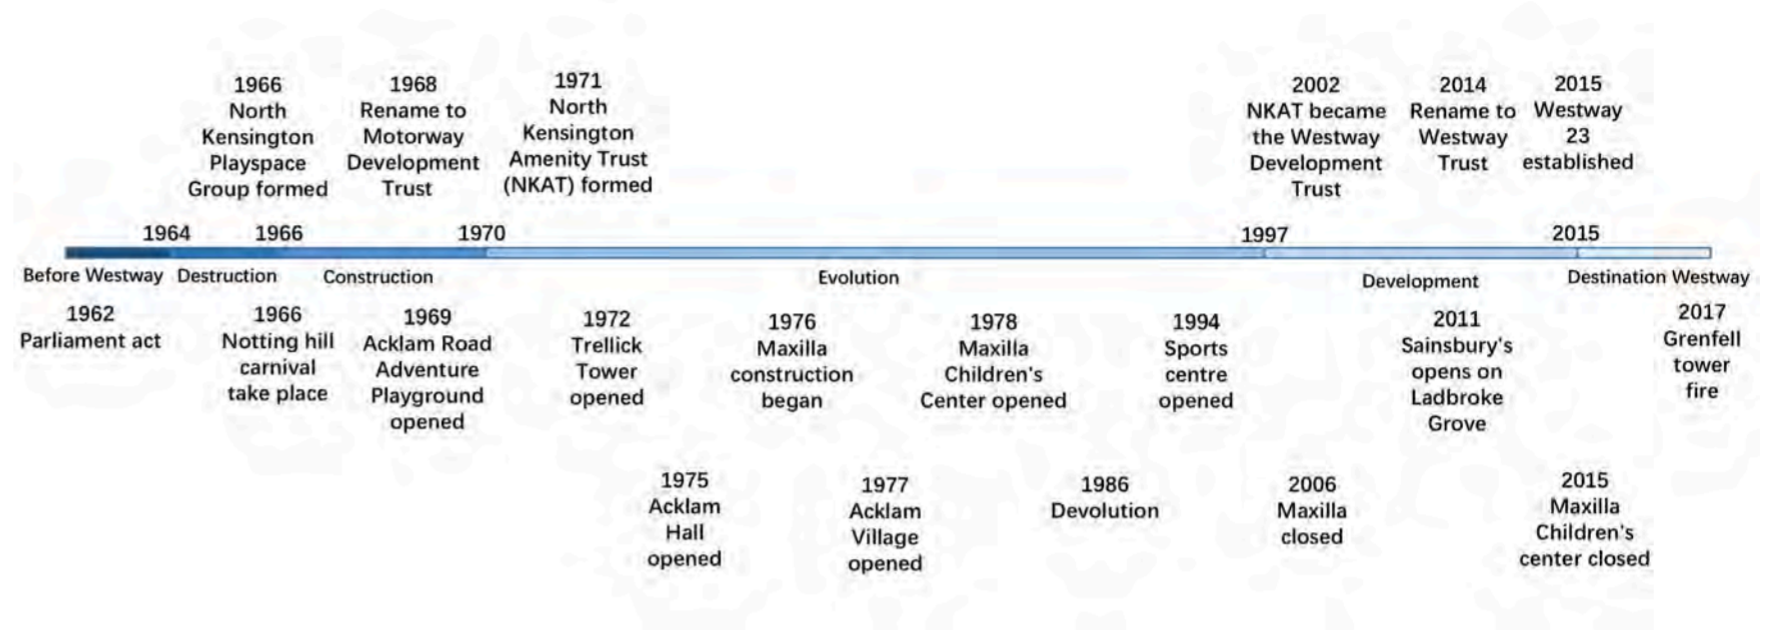 1966
North
Kensington
Playspace
Group formed
1968
Rename to
Motorway
Development
Trust
1971
North
Kensington
Amenity Trust
(NKAT) formed
2002
NKAT became
the Westway
Development
Trust
2014
Rename to
Westway
Trust
2015
Westway
23
established
1964
1966
1970
1997
2015
Before Westway
Destruction
Construction
Evolution
Development
Destination Westway
1962
Parliament act
1966
Notting hill
carnival
take place
1969
Acklam Road
Adventure
Playground
opened
1972
Trellick
Tower
opened
1976
Maxilla
construction
began
1978
Maxilla
Children's
Center opened
1994
Sports
centre
opened
2011
Sainsbury's
opens on
Ladbroke
Grove
2017
Grenfell
tower
fire
1975
Acklam
Hall
opened
1977
Acklam
Village
opened
1986
Devolution
2006
Maxilla
closed
2015
Maxilla
Children's
center closed